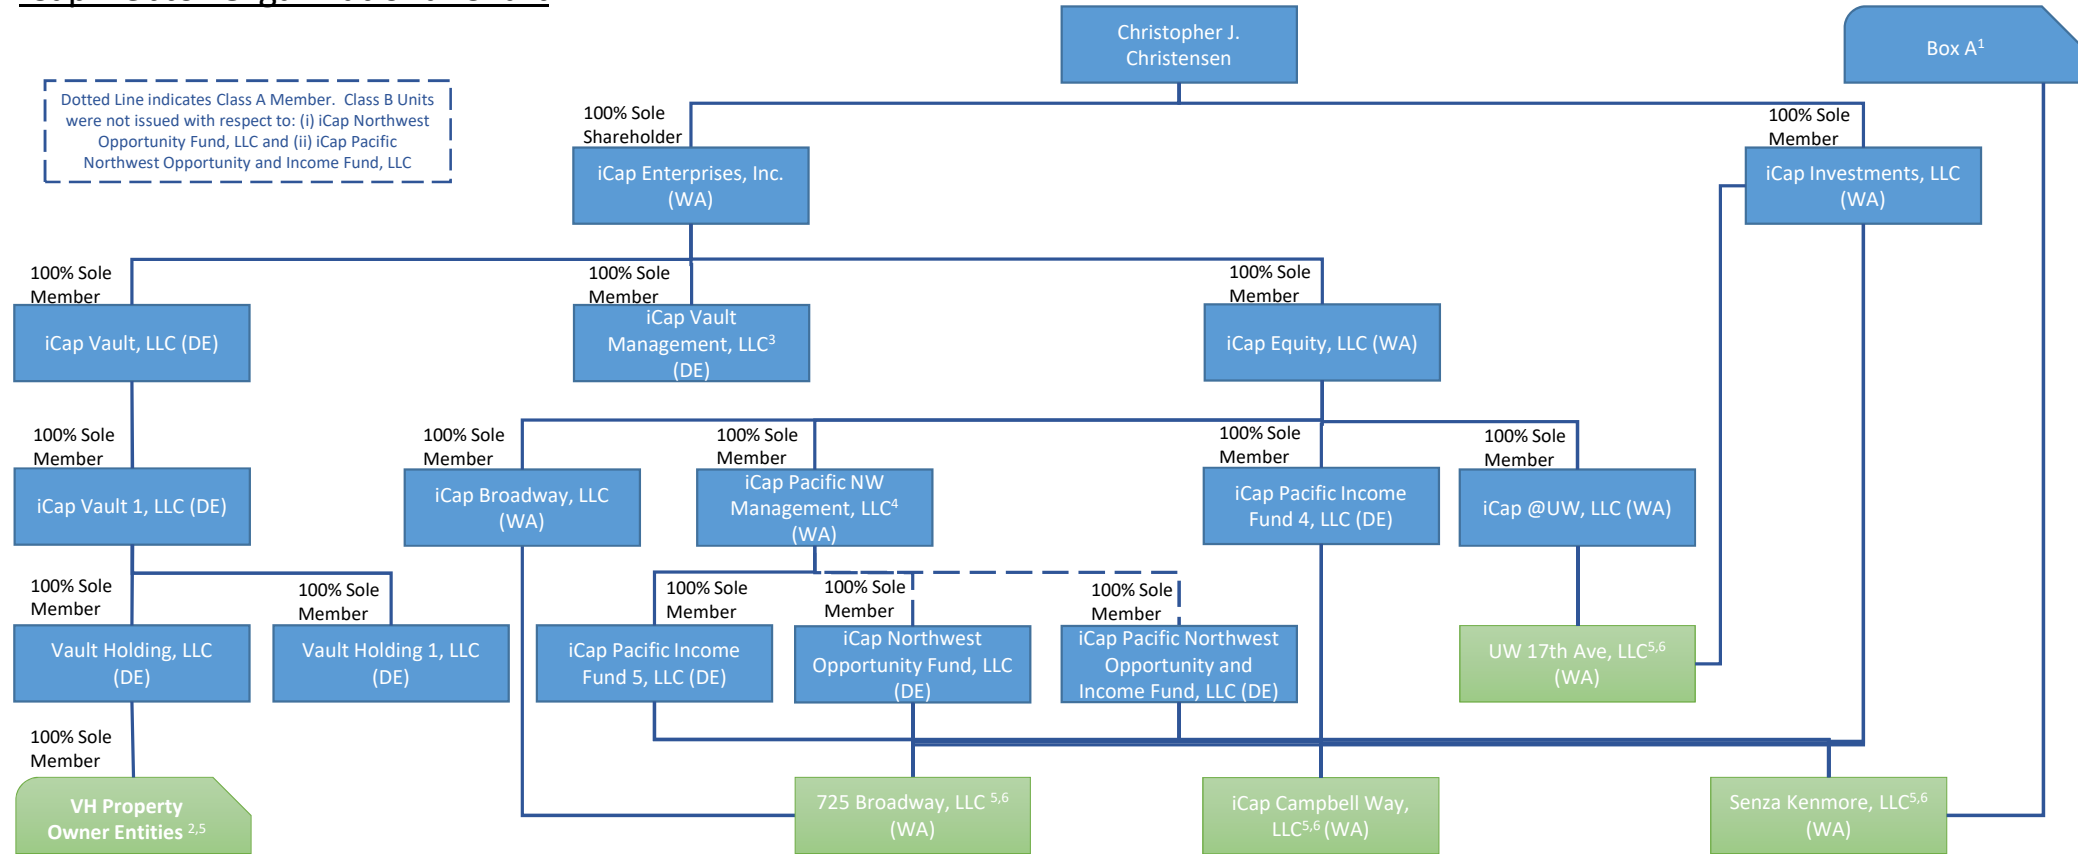 Christopher J.
Christensen
Box A¹
Dotted Line indicates Class A Member. Class B Units
were not issued with respect to: (i) iCap Northwest
Opportunity Fund, LLC and (ii) iCap Pacific
Northwest Opportunity and Income Fund, LLC
100% Sole
Shareholder
100% Sole
Member
iCap Enterprises, Inc.
(WA)
iCap Investments, LLC
(WA)
100% Sole
Member
100% Sole
Member
100% Sole
Member
iCap Vault, LLC (DE)
iCap Vault
Management, LLC³
(DE)
iCap Equity, LLC (WA)
100% Sole
Member
100% Sole
Member
100% Sole
Member
100% Sole
Member
100% Sole
Member
iCap Vault 1, LLC (DE)
iCap Broadway, LLC
(WA)
iCap Pacific NW
Management, LLC⁴
(WA)
iCap Pacific Income
Fund 4, LLC (DE)
iCap @UW, LLC (WA)
100% Sole
Member
100% Sole
Member
100% Sole
Member
100% Sole
Member
100% Sole
Member
Vault Holding, LLC
(DE)
Vault Holding 1, LLC
(DE)
iCap Pacific Income
Fund 5, LLC (DE)
iCap Northwest
Opportunity Fund, LLC
(DE)
iCap Pacific Northwest
Opportunity and
Income Fund, LLC (DE)
UW 17th Ave, LLC⁵,⁶
(WA)
100% Sole
Member
VH Property
Owner Entities ²,⁵
725 Broadway, LLC ⁵,⁶
(WA)
iCap Campbell Way,
LLC⁵,⁶ (WA)
Senza Kenmore, LLC⁵,⁶
(WA)